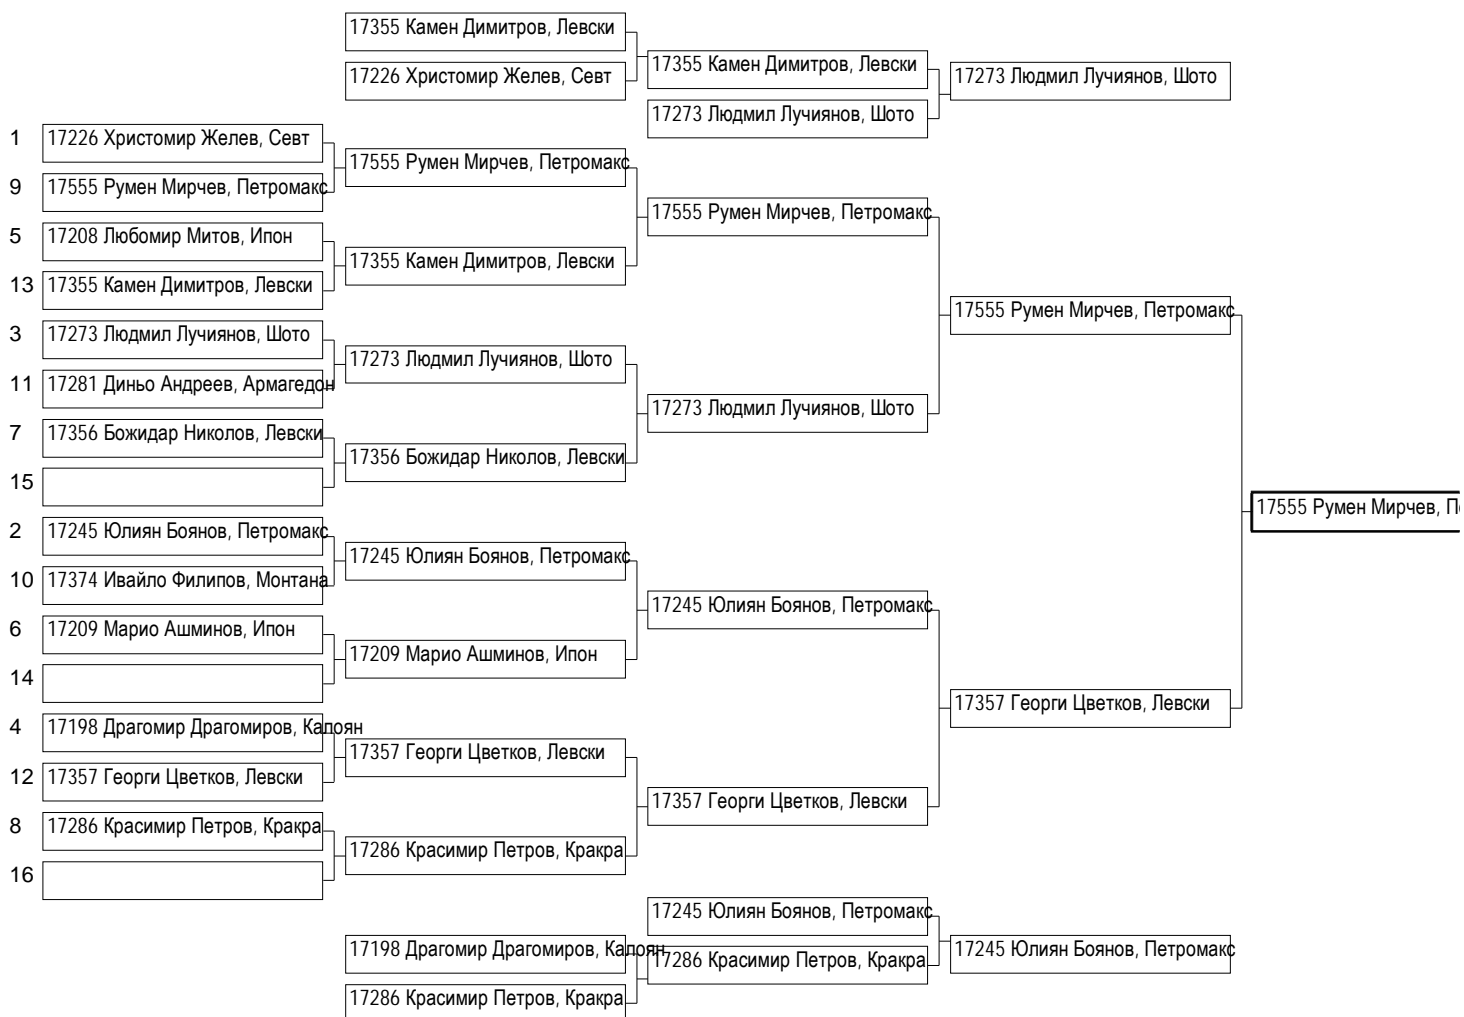 17355 Камен Димитров, Левски
17226 Христомир Желев, Севт
17355 Камен Димитров, Левски
17273 Людмил Лучиянов, Шото
17273 Людмил Лучиянов, Шото
1 17226 Христомир Желев, Севт
17555 Румен Мирчев, Петромакс
9 17555 Румен Мирчев, Петромакс
17555 Румен Мирчев, Петромакс
5 17208 Любомир Митов, Ипон
17355 Камен Димитров, Левски
13 17355 Камен Димитров, Левски
17555 Румен Мирчев, Петромакс
3 17273 Людмил Лучиянов, Шото
17273 Людмил Лучиянов, Шото
11 17281 Диньо Андреев, Армагедон
17273 Людмил Лучиянов, Шото
7 17356 Божидар Николов, Левски
17356 Божидар Николов, Левски
15
17555 Румен Мирчев, П
2 17245 Юлиян Боянов, Петромакс
17245 Юлиян Боянов, Петромакс
10 17374 Ивайло Филипов, Монтана
17245 Юлиян Боянов, Петромакс
6 17209 Марио Ашминов, Ипон
17209 Марио Ашминов, Ипон
14
17357 Георги Цветков, Левски
4 17198 Драгомир Драгомиров, Калоян
17357 Георги Цветков, Левски
12 17357 Георги Цветков, Левски
17357 Георги Цветков, Левски
8 17286 Красимир Петров, Кракра
17286 Красимир Петров, Кракра
16
17245 Юлиян Боянов, Петромакс
17198 Драгомир Драгомиров, Калоян
17286 Красимир Петров, Кракра
17245 Юлиян Боянов, Петромакс
17286 Красимир Петров, Кракра